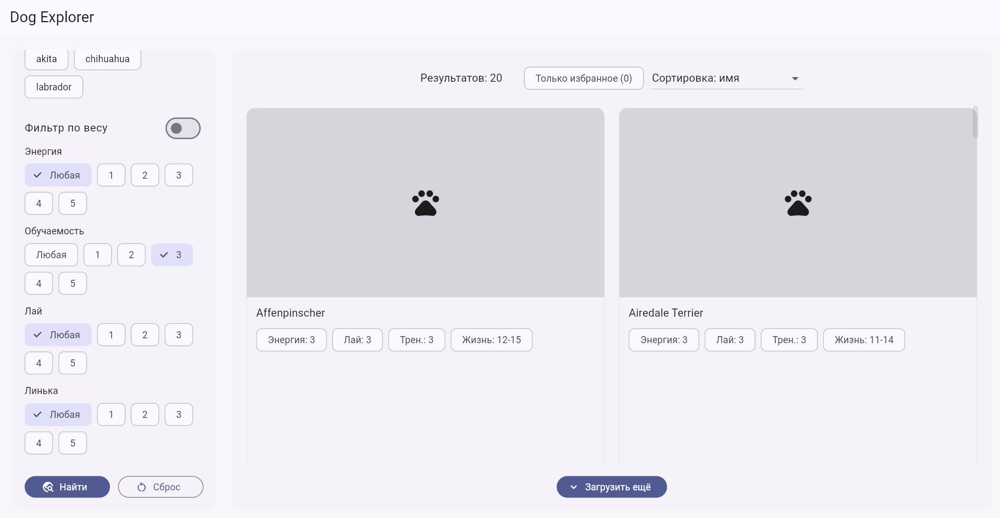 Dog Explorer
akita
chihuahua
labrador
Фильтр по весу
Энергия
Любая
1
2
3
4
5
Обучаемость
Любая
1
2
3
4
5
Лай
Любая
1
2
3
4
5
Линька
Любая
1
2
3
4
5
Найти
Сброс
Результатов: 20
Только избранное (0)
Сортировка: имя
Affenpinscher
Энергия: 3
Лай: 3
Трен.: 3
Жизнь: 12-15
Airedale Terrier
Энергия: 3
Лай: 3
Трен.: 3
Жизнь: 11-14
Загрузить ещё